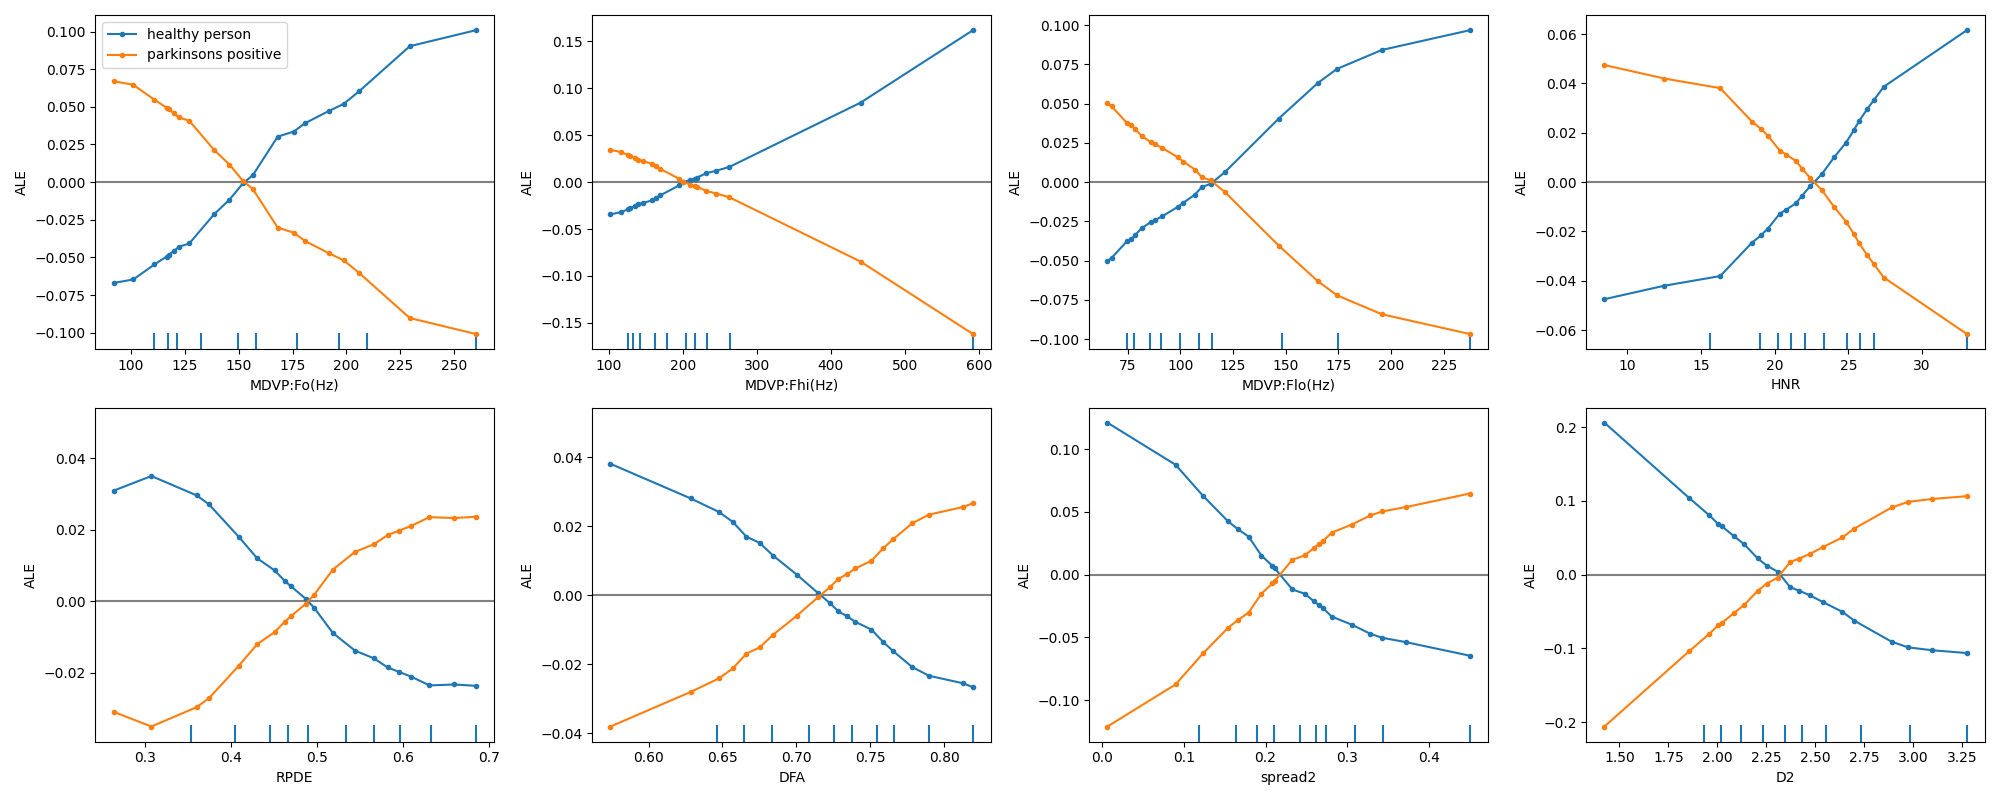 healthy person
parkinsons positive
0.100
0.075
0.050
0.025
0.000
−0.025
−0.050
−0.075
−0.100
ALE
100 125 150 175 200 225 250
MDVP:Fo(Hz)
0.15
0.10
0.05
0.00
−0.05
−0.10
−0.15
ALE
100 200 300 400 500 600
MDVP:Fhi(Hz)
0.100
0.075
0.050
0.025
0.000
−0.025
−0.050
−0.075
−0.100
ALE
75 100 125 150 175 200 225
MDVP:Flo(Hz)
0.06
0.04
0.02
0.00
−0.02
−0.04
−0.06
ALE
10 15 20 25 30
HNR
0.04
0.02
0.00
−0.02
ALE
0.3 0.4 0.5 0.6 0.7
RPDE
0.04
0.02
0.00
−0.02
−0.04
ALE
0.60 0.65 0.70 0.75 0.80
DFA
0.10
0.05
0.00
−0.05
−0.10
ALE
0.0 0.1 0.2 0.3 0.4
spread2
0.2
0.1
0.0
−0.1
−0.2
ALE
1.50 1.75 2.00 2.25 2.50 2.75 3.00 3.25
D2